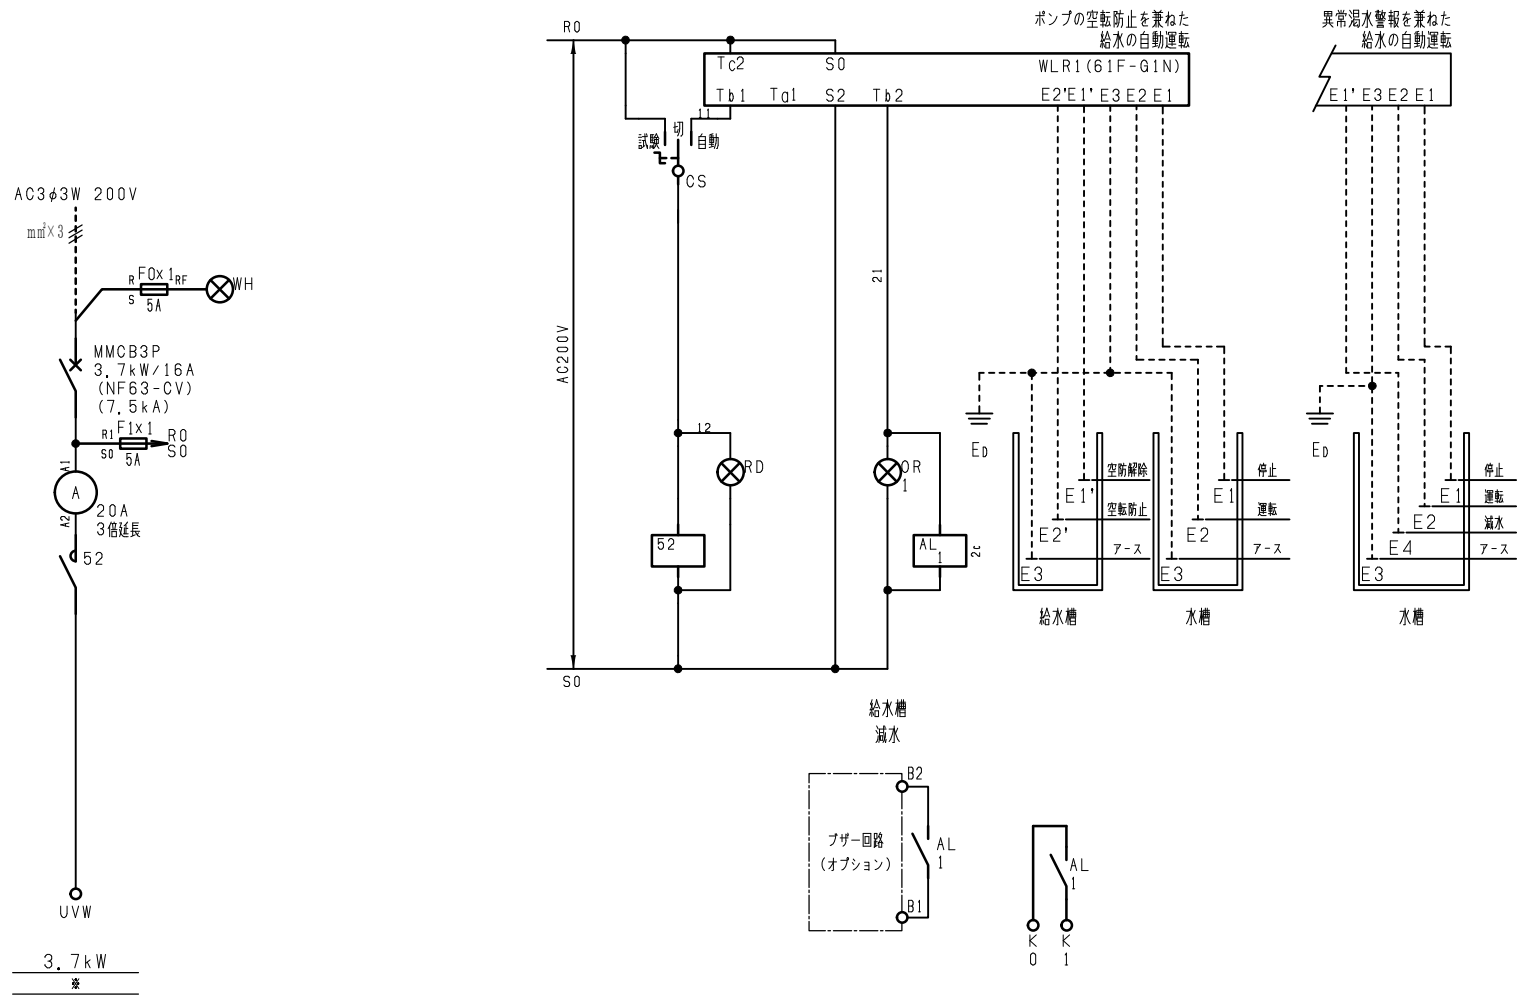 AC3φ3W 200V
mm²×3
F0×1
R
RF
S
5A
WH
MMCB3P
3.7kW/16A
(NF63-CV)
(7.5kA)
F1×1
R1
R0
S0
S0
5A
A1
A
A2
20A
3倍延長
52
UVW
3.7kW
※
R0
AC200V
S0
ポンプの空転防止を兼ねた
給水の自動運転
Tc2
S0
WLR1(61F-G1N)
Tb1
Ta1
S2
Tb2
E2'
E1'
E3
E2
E1
11
試験
切
自動
CS
21
12
RD
OR
1
52
AL
1
2c
ED
空防解除
E1'
空転防止
E2'
アース
E3
給水槽
停止
E1
運転
E2
アース
E3
水槽
異常渇水警報を兼ねた
給水の自動運転
E1'
E3
E2
E1
ED
停止
E1
運転
E2
減水
E4
アース
E3
水槽
給水槽
減水
B2
ブザー回路
(オプション)
AL
1
B1
AL
1
K
0
K
1